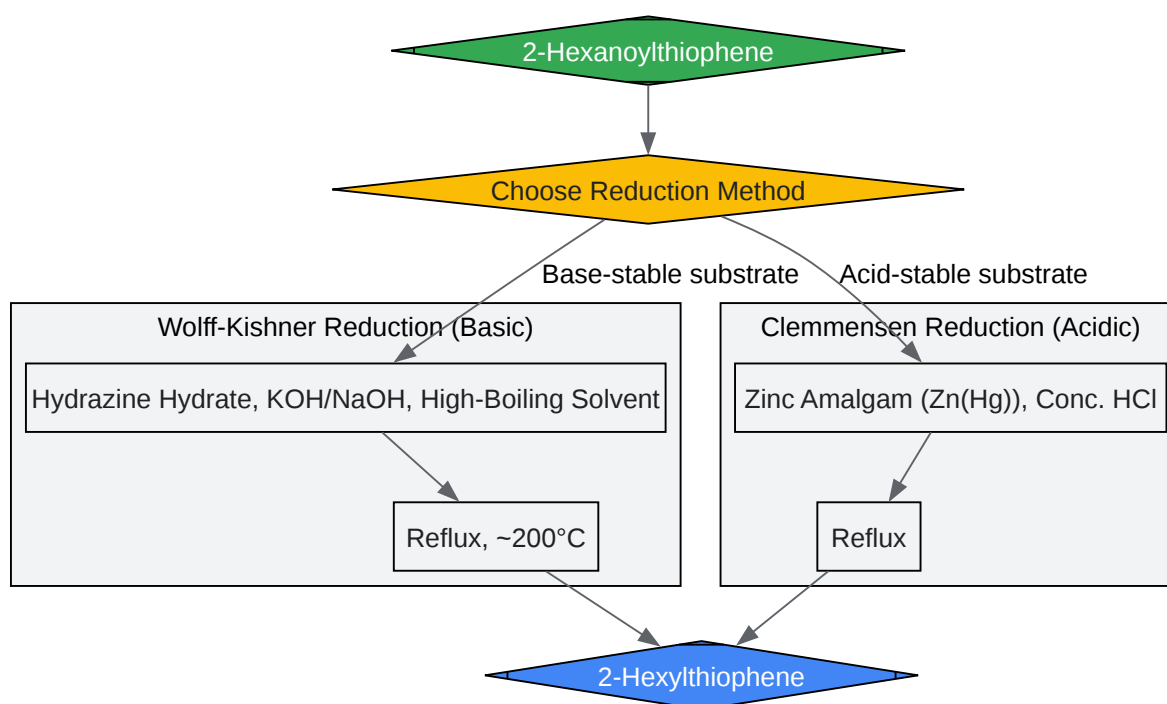 2-Hexanoylthiophene
Choose Reduction Method
Base-stable substrate
Acid-stable substrate
Wolff-Kishner Reduction (Basic)
Clemmensen Reduction (Acidic)
Hydrazine Hydrate, KOH/NaOH, High-Boiling Solvent
Zinc Amalgam (Zn(Hg)), Conc. HCl
Reflux, ~200°C
Reflux
2-Hexylthiophene